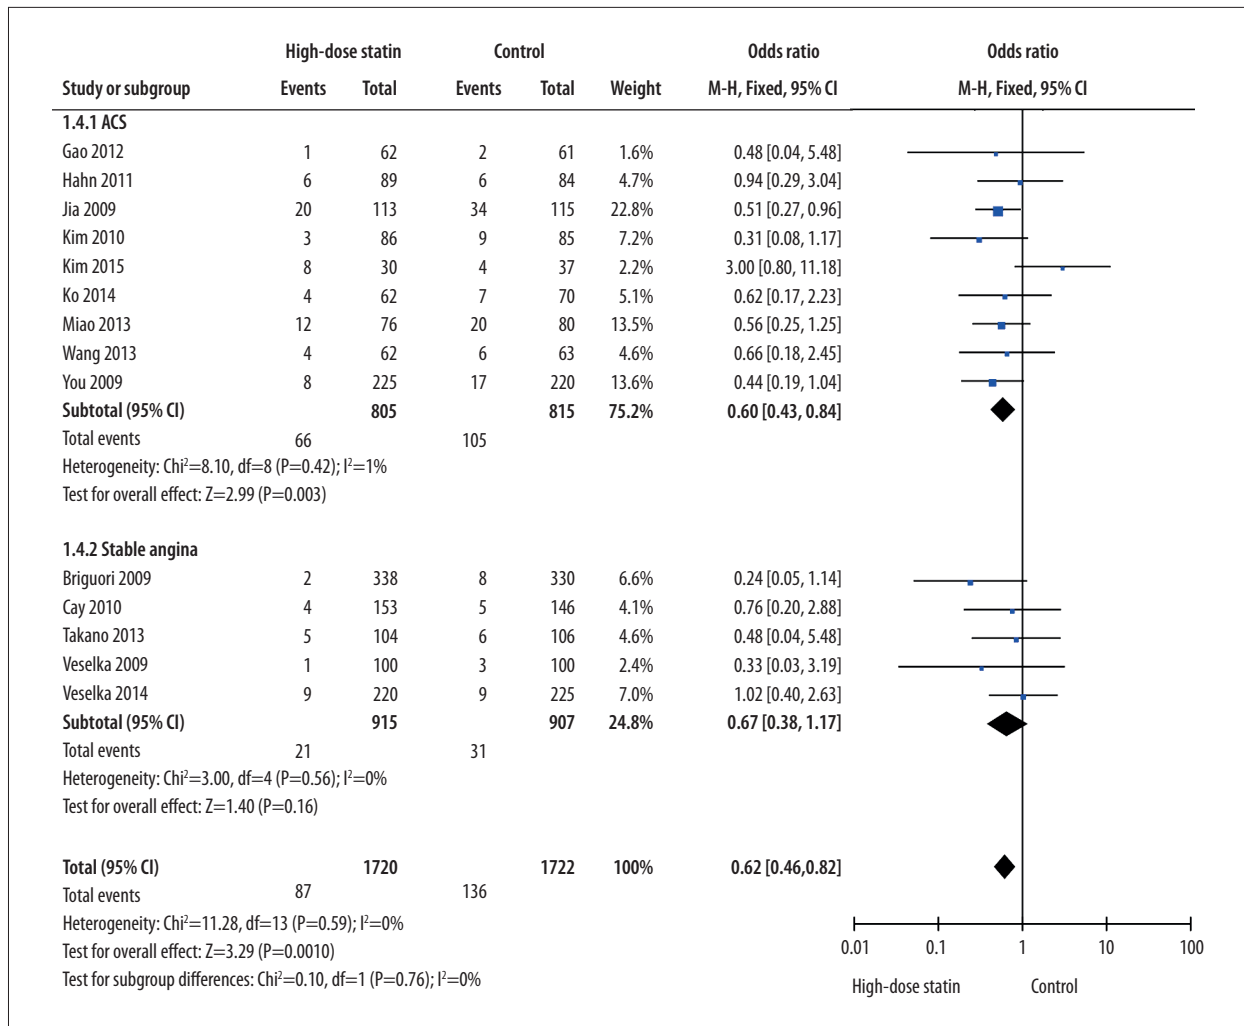 High-dose statin Control Odds ratio Odds ratio
Study or subgroup Events Total Events Total Weight M-H, Fixed, 95% CI M-H, Fixed, 95% CI
1.4.1 ACS
Gao 2012 1 62 2 61 1.6% 0.48 [0.04, 5.48]
Hahn 2011 6 89 6 84 4.7% 0.94 [0.29, 3.04]
Jia 2009 20 113 34 115 22.8% 0.51 [0.27, 0.96]
Kim 2010 3 86 9 85 7.2% 0.31 [0.08, 1.17]
Kim 2015 8 30 4 37 2.2% 3.00 [0.80, 11.18]
Ko 2014 4 62 7 70 5.1% 0.62 [0.17, 2.23]
Miao 2013 12 76 20 80 13.5% 0.56 [0.25, 1.25]
Wang 2013 4 62 6 63 4.6% 0.66 [0.18, 2.45]
You 2009 8 225 17 220 13.6% 0.44 [0.19, 1.04]
Subtotal (95% CI) 805 815 75.2% 0.60 [0.43, 0.84]
Total events 66 105
Heterogeneity: Chi²=8.10, df=8 (P=0.42); I²=1%
Test for overall effect: Z=2.99 (P=0.003)
1.4.2 Stable angina
Briguori 2009 2 338 8 330 6.6% 0.24 [0.05, 1.14]
Cay 2010 4 153 5 146 4.1% 0.76 [0.20, 2.88]
Takano 2013 5 104 6 106 4.6% 0.48 [0.04, 5.48]
Veselka 2009 1 100 3 100 2.4% 0.33 [0.03, 3.19]
Veselka 2014 9 220 9 225 7.0% 1.02 [0.40, 2.63]
Subtotal (95% CI) 915 907 24.8% 0.67 [0.38, 1.17]
Total events 21 31
Heterogeneity: Chi²=3.00, df=4 (P=0.56); I²=0%
Test for overall effect: Z=1.40 (P=0.16)
Total (95% CI) 1720 1722 100% 0.62 [0.46,0.82]
Total events 87 136
Heterogeneity: Chi²=11.28, df=13 (P=0.59); I²=0%
Test for overall effect: Z=3.29 (P=0.0010)
Test for subgroup differences: Chi²=0.10, df=1 (P=0.76); I²=0%
0.01 0.1 1 10 100
High-dose statin Control